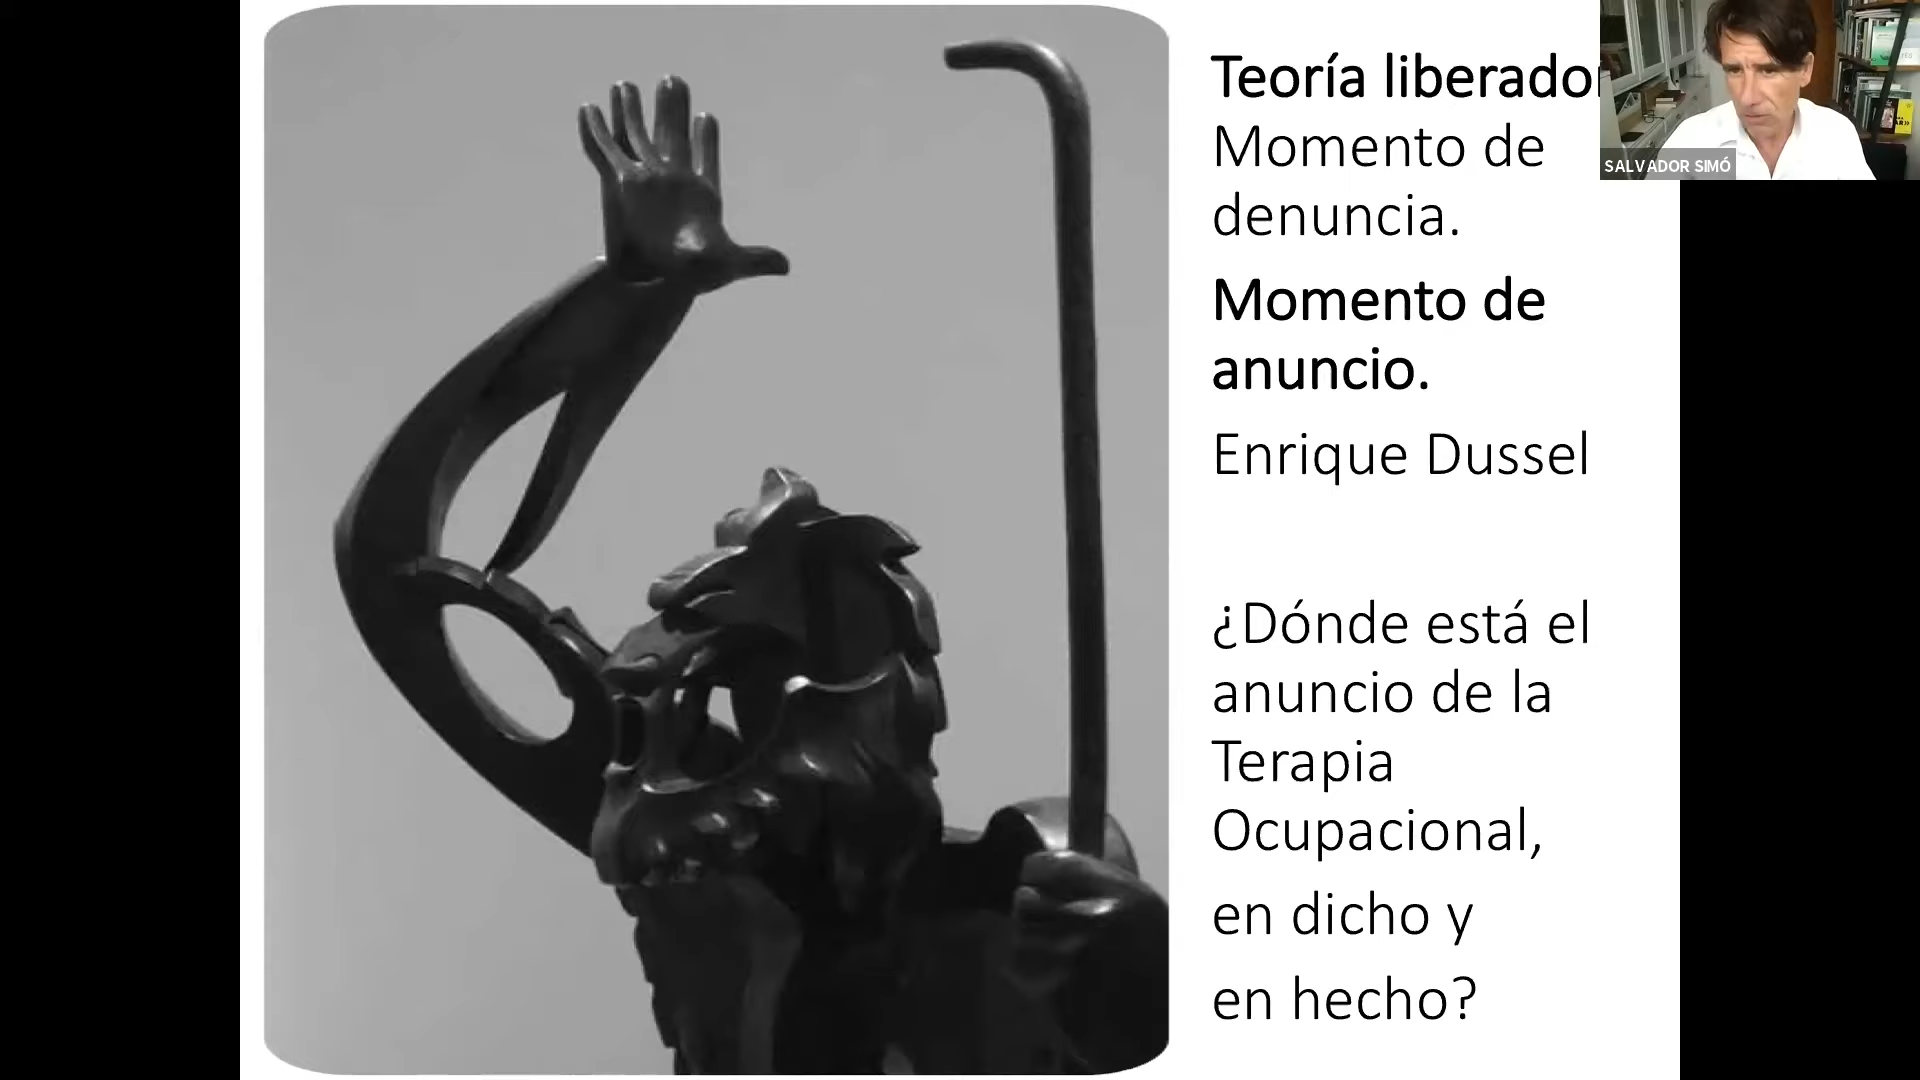 Teoría liberado
Momento de
denuncia.
Momento de
anuncio.
Enrique Dussel
¿Dónde está el
anuncio de la
Terapia
Ocupacional,
en dicho y
en hecho?
SALVADOR SIMÓ